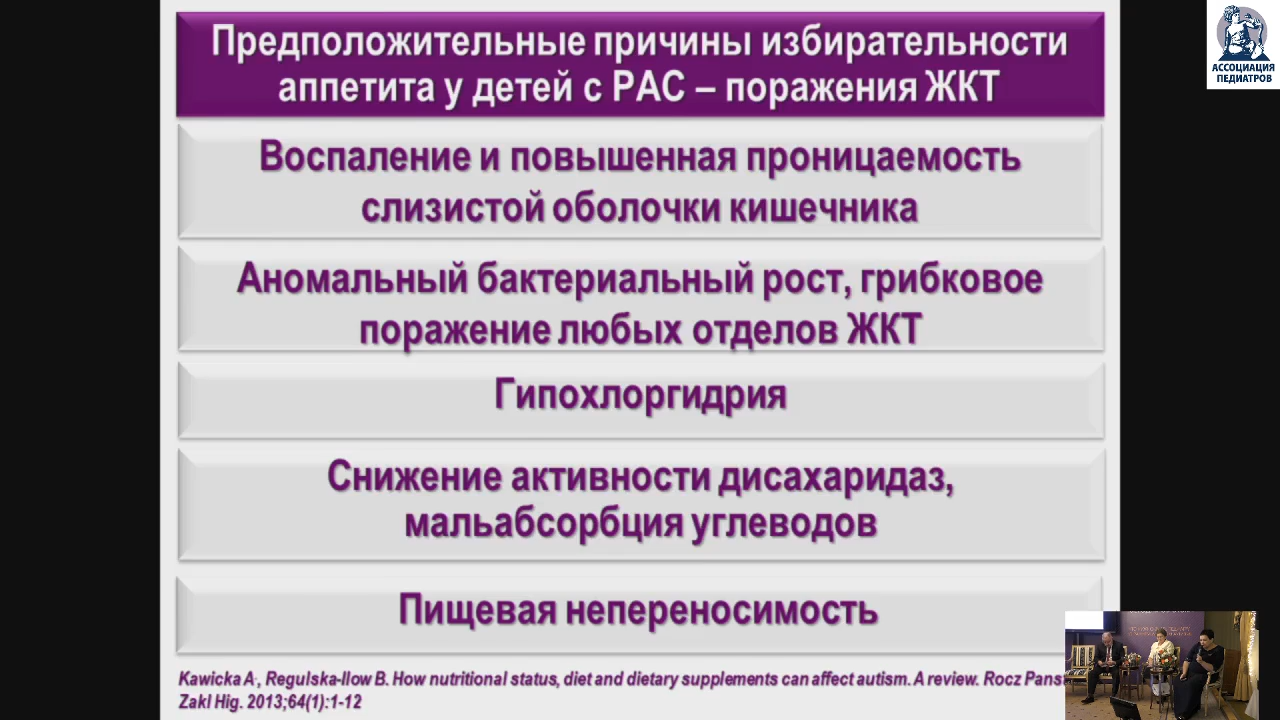 Предположительные причины избирательности
аппетита у детей с РАС – поражения ЖКТ
АССОЦИАЦИЯ
ПЕДИАТРОВ
Воспаление и повышенная проницаемость
слизистой оболочки кишечника
Аномальный бактериальный рост, грибковое
поражение любых отделов ЖКТ
Гипохлоргидрия
Снижение активности дисахаридаз,
мальабсорбция углеводов
Пищевая непереносимость
Kawicka A., Regulska-Ilow B. How nutritional status, diet and dietary supplements can affect autism. A review. Rocz
Zakl Hig. 2013;64(1):1-12